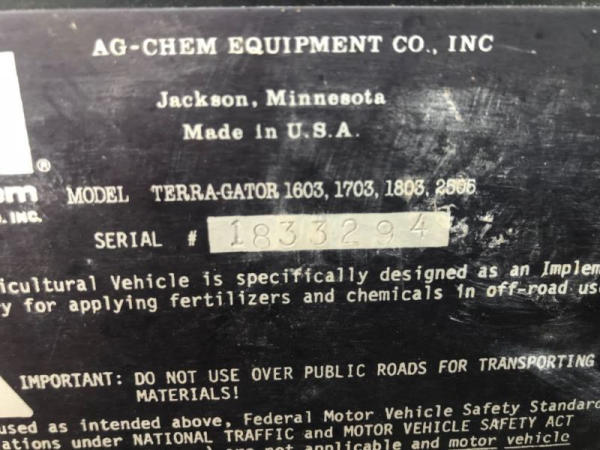 AG-CHEM EQUIPMENT CO., INC
Jackson, Minnesota
Made in U.S.A.
®
MODEL TERRA-GATOR 1603, 1703, 1803, 2505
INC.
SERIAL # 1833294
icultural Vehicle is specifically designed as an Implem
y for applying fertilizers and chemicals in off-road us
IMPORTANT: DO NOT USE OVER PUBLIC ROADS FOR TRANSPORTING
MATERIALS!
used as intended above, Federal Motor Vehicle Safety Standard
ations under NATIONAL TRAFFIC and MOTOR VEHICLE SAFETY ACT
are not applicable and motor vehicle